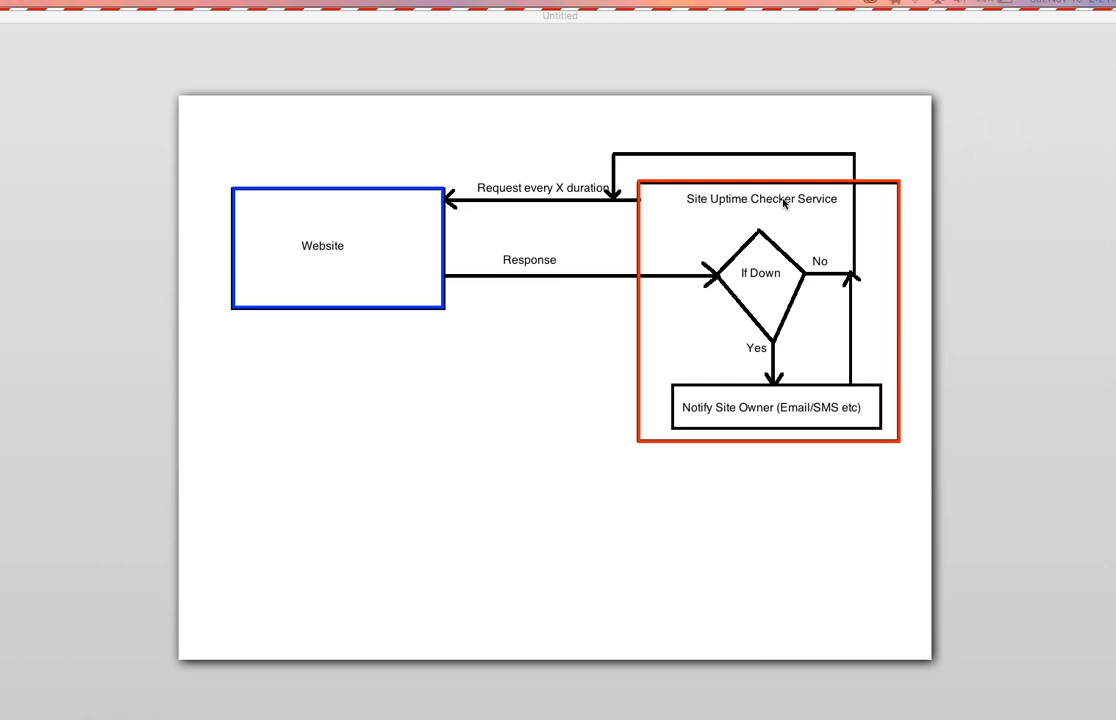 Untitled
Request every X duration
Site Uptime Checker Service
Website
Response
If Down
No
Yes
Notify Site Owner (Email/SMS etc)